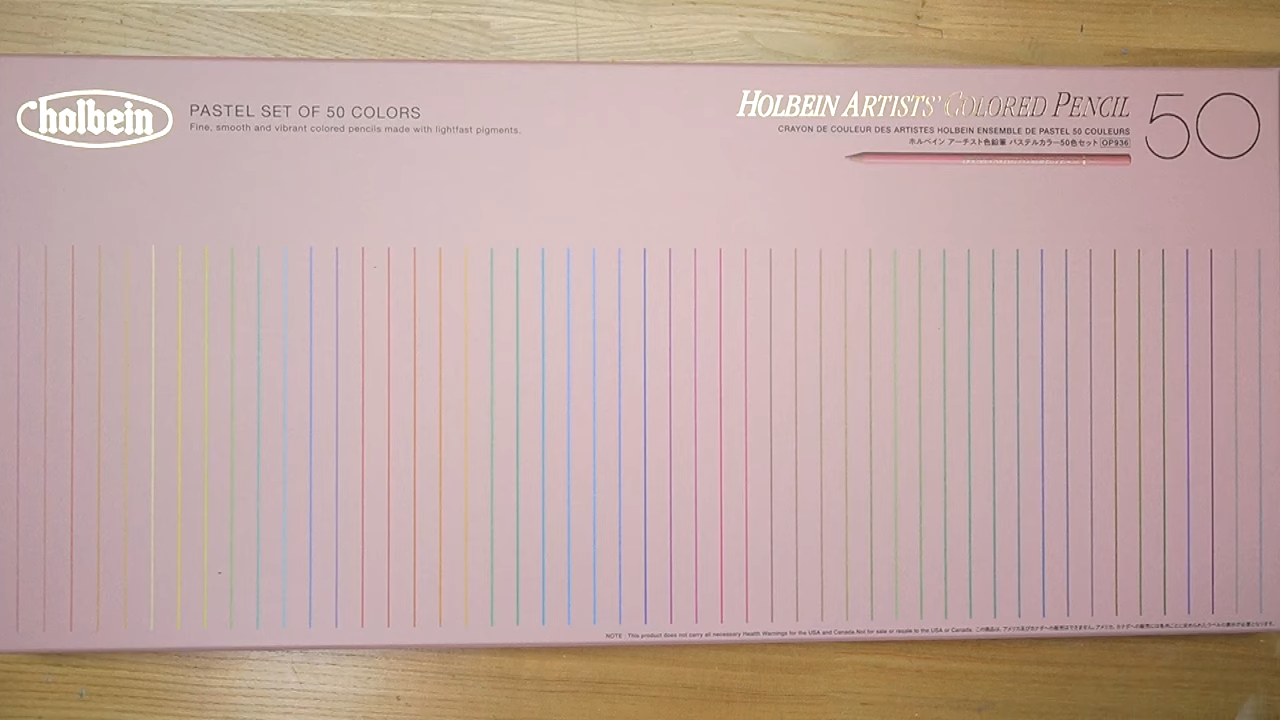 holbein
PASTEL SET OF 50 COLORS
Fine, smooth and vibrant colored pencils made with lightfast pigments.
HOLBEIN ARTISTS' COLORED PENCIL
50
CRAYON DE COULEUR DES ARTISTES HOLBEIN ENSEMBLE DE PASTEL 50 COULEURS
ホルベイン アーチスト色鉛筆 パステルカラー50色セット OP936
NOTE : This product does not carry all necessary Health Warnings for the USA and Canada.Not for sale or resale to the USA or Canada.